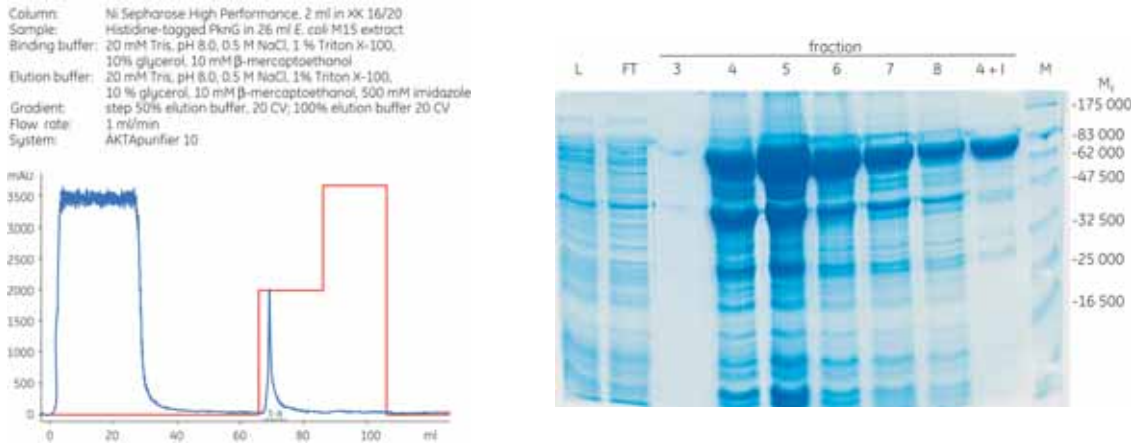 Column: Ni Sepharose High Performance, 2 ml in XK 16/20
Sample: Histidine-tagged PknG in 26 ml E. coli M15 extract
Binding buffer: 20 mM Tris, pH 8.0, 0.5 M NaCl, 1 % Triton X-100,
10% glycerol, 10 mM β-mercaptoethanol
Elution buffer: 20 mM Tris, pH 8.0, 0.5 M NaCl, 1% Triton X-100,
10 % glycerol, 10 mM β-mercaptoethanol, 500 mM imidazole
Gradient: step 50% elution buffer, 20 CV; 100% elution buffer 20 CV
Flow rate: 1 ml/min
System: ÄKTApurifier 10
mAU
3500
3000
2500
2000
1500
1000
500
0
0 20 40 60 80 100 ml
fraction
L FT 3 4 5 6 7 8 4 + I M
Mr
-175 000
-83 000
-62 000
-47 500
-32 500
-25 000
-16 500